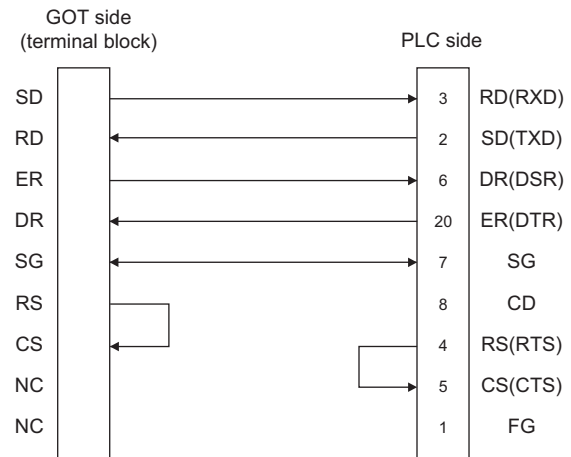 GOT side
(terminal block)
PLC side
SD 3 RD(RXD)
RD 2 SD(TXD)
ER 6 DR(DSR)
DR 20 ER(DTR)
SG 7 SG
RS 8 CD
CS 4 RS(RTS)
NC 5 CS(CTS)
NC 1 FG